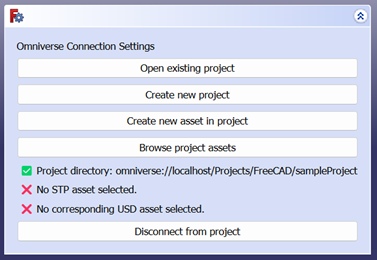 Omniverse Connection Settings
Open existing project
Create new project
Create new asset in project
Browse project assets
Project directory: omniverse://localhost/Projects/FreeCAD/sampleProject
No STP asset selected.
No corresponding USD asset selected.
Disconnect from project